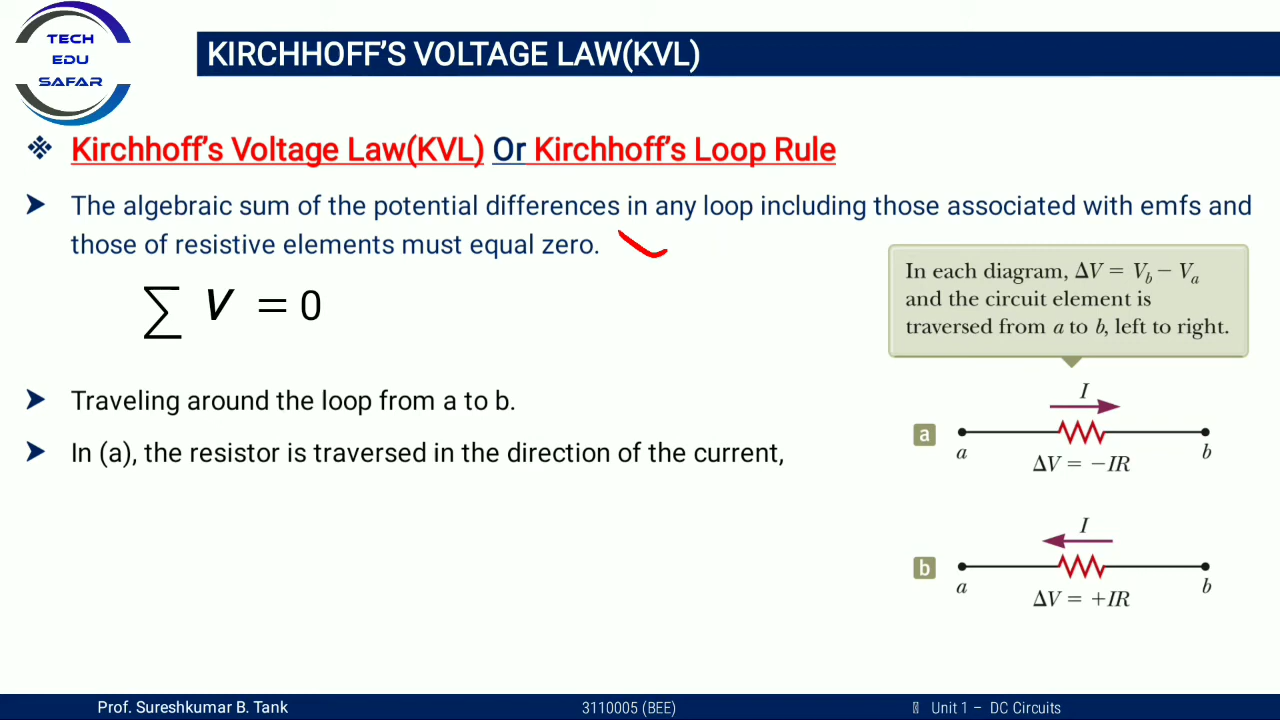 TECH
EDU
SAFAR
KIRCHHOFF'S VOLTAGE LAW(KVL)
Kirchhoff's Voltage Law(KVL) Or Kirchhoff's Loop Rule
The algebraic sum of the potential differences in any loop including those associated with emfs and
those of resistive elements must equal zero.
∑ V = 0
In each diagram, ΔV = V_b − V_a
and the circuit element is
traversed from a to b, left to right.
Traveling around the loop from a to b.
In (a), the resistor is traversed in the direction of the current,
I
a
a b
ΔV = −IR
I
b
a b
ΔV = +IR
Prof. Sureshkumar B. Tank 3110005 (BEE) Unit 1 – DC Circuits